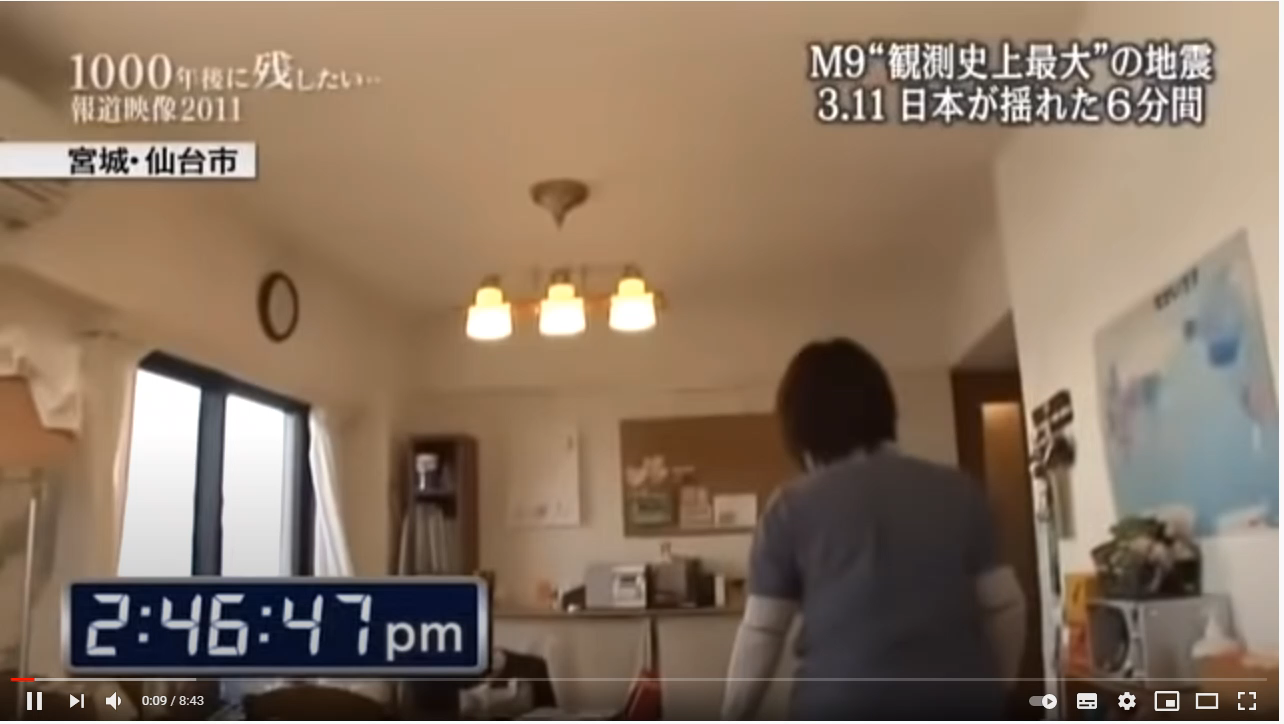 1000年後に残したい‥
報道映像2011
M9“観測史上最大”の地震
3.11 日本が揺れた6分間
宮城・仙台市
2:46:47 pm
0:09 / 8:43